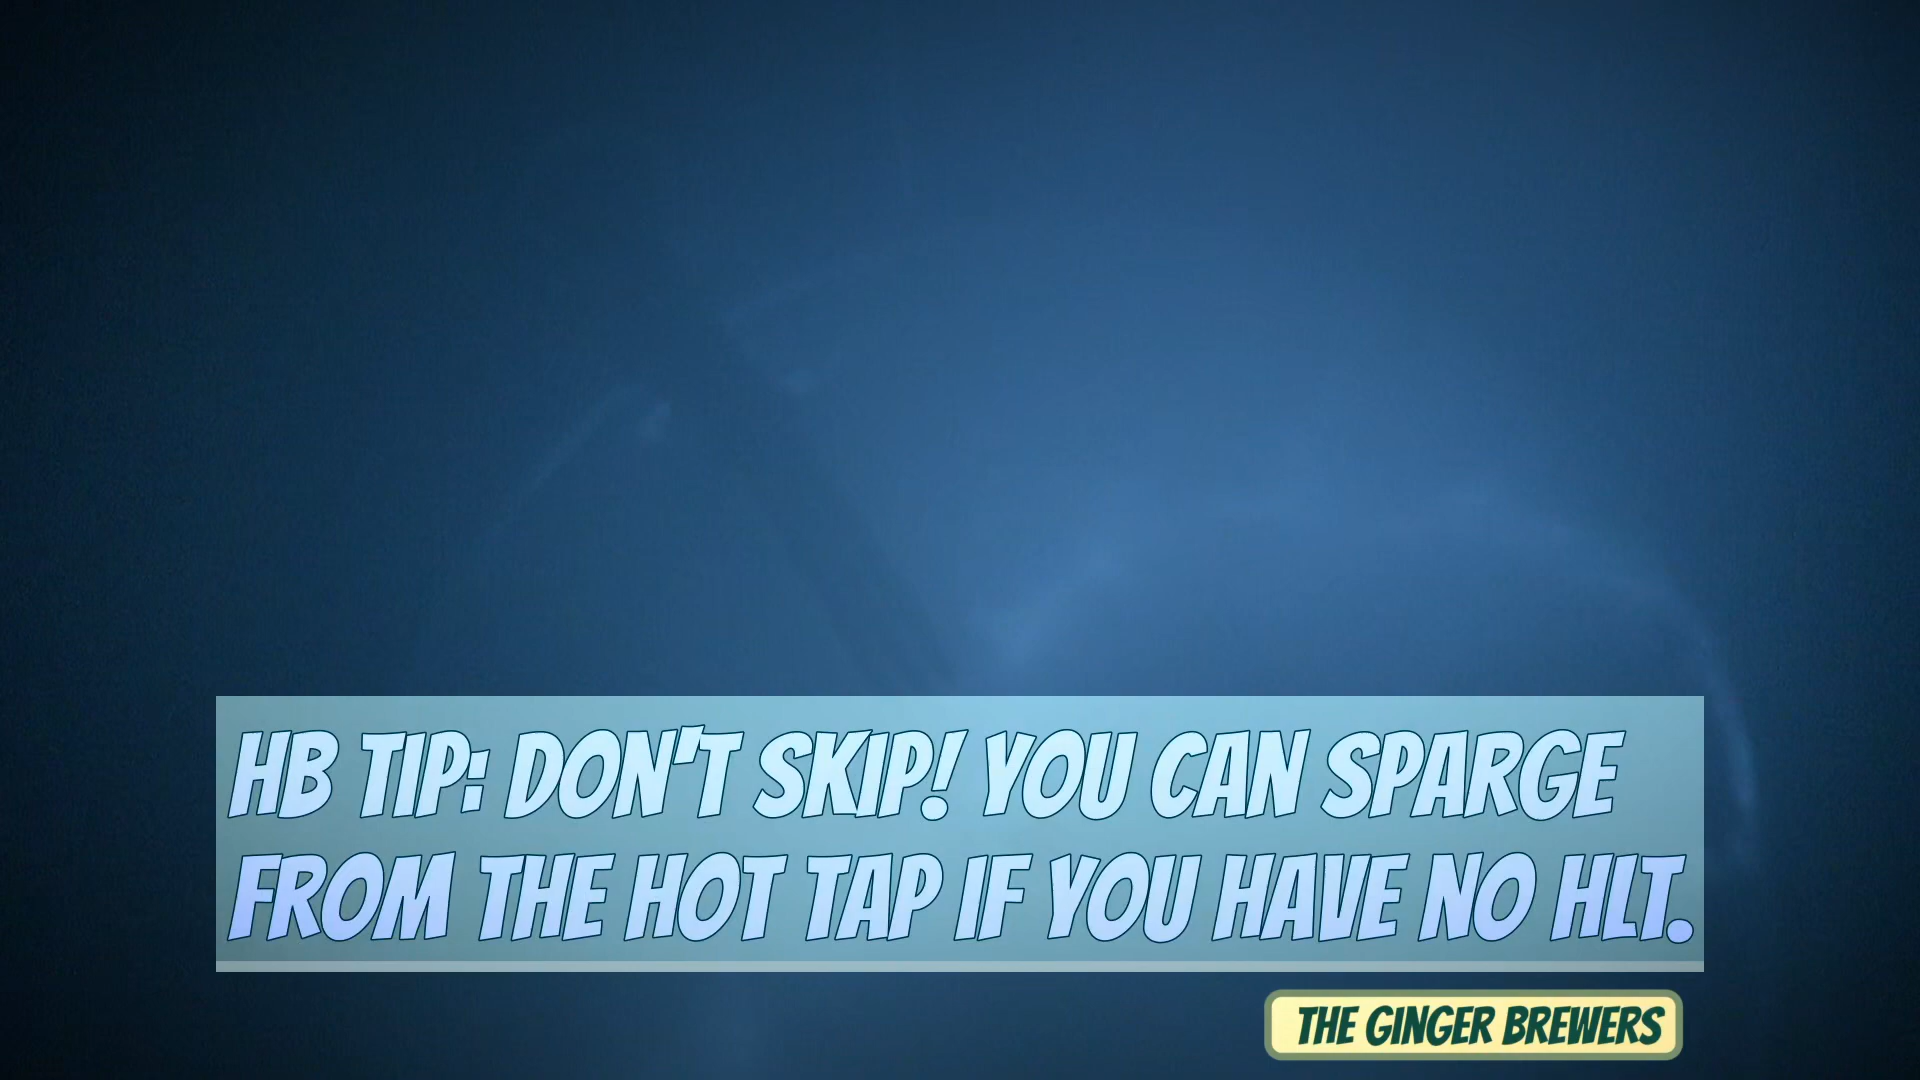 HB TIP: DON'T SKIP! YOU CAN SPARGE
FROM THE HOT TAP IF YOU HAVE NO HLT.
THE GINGER BREWERS